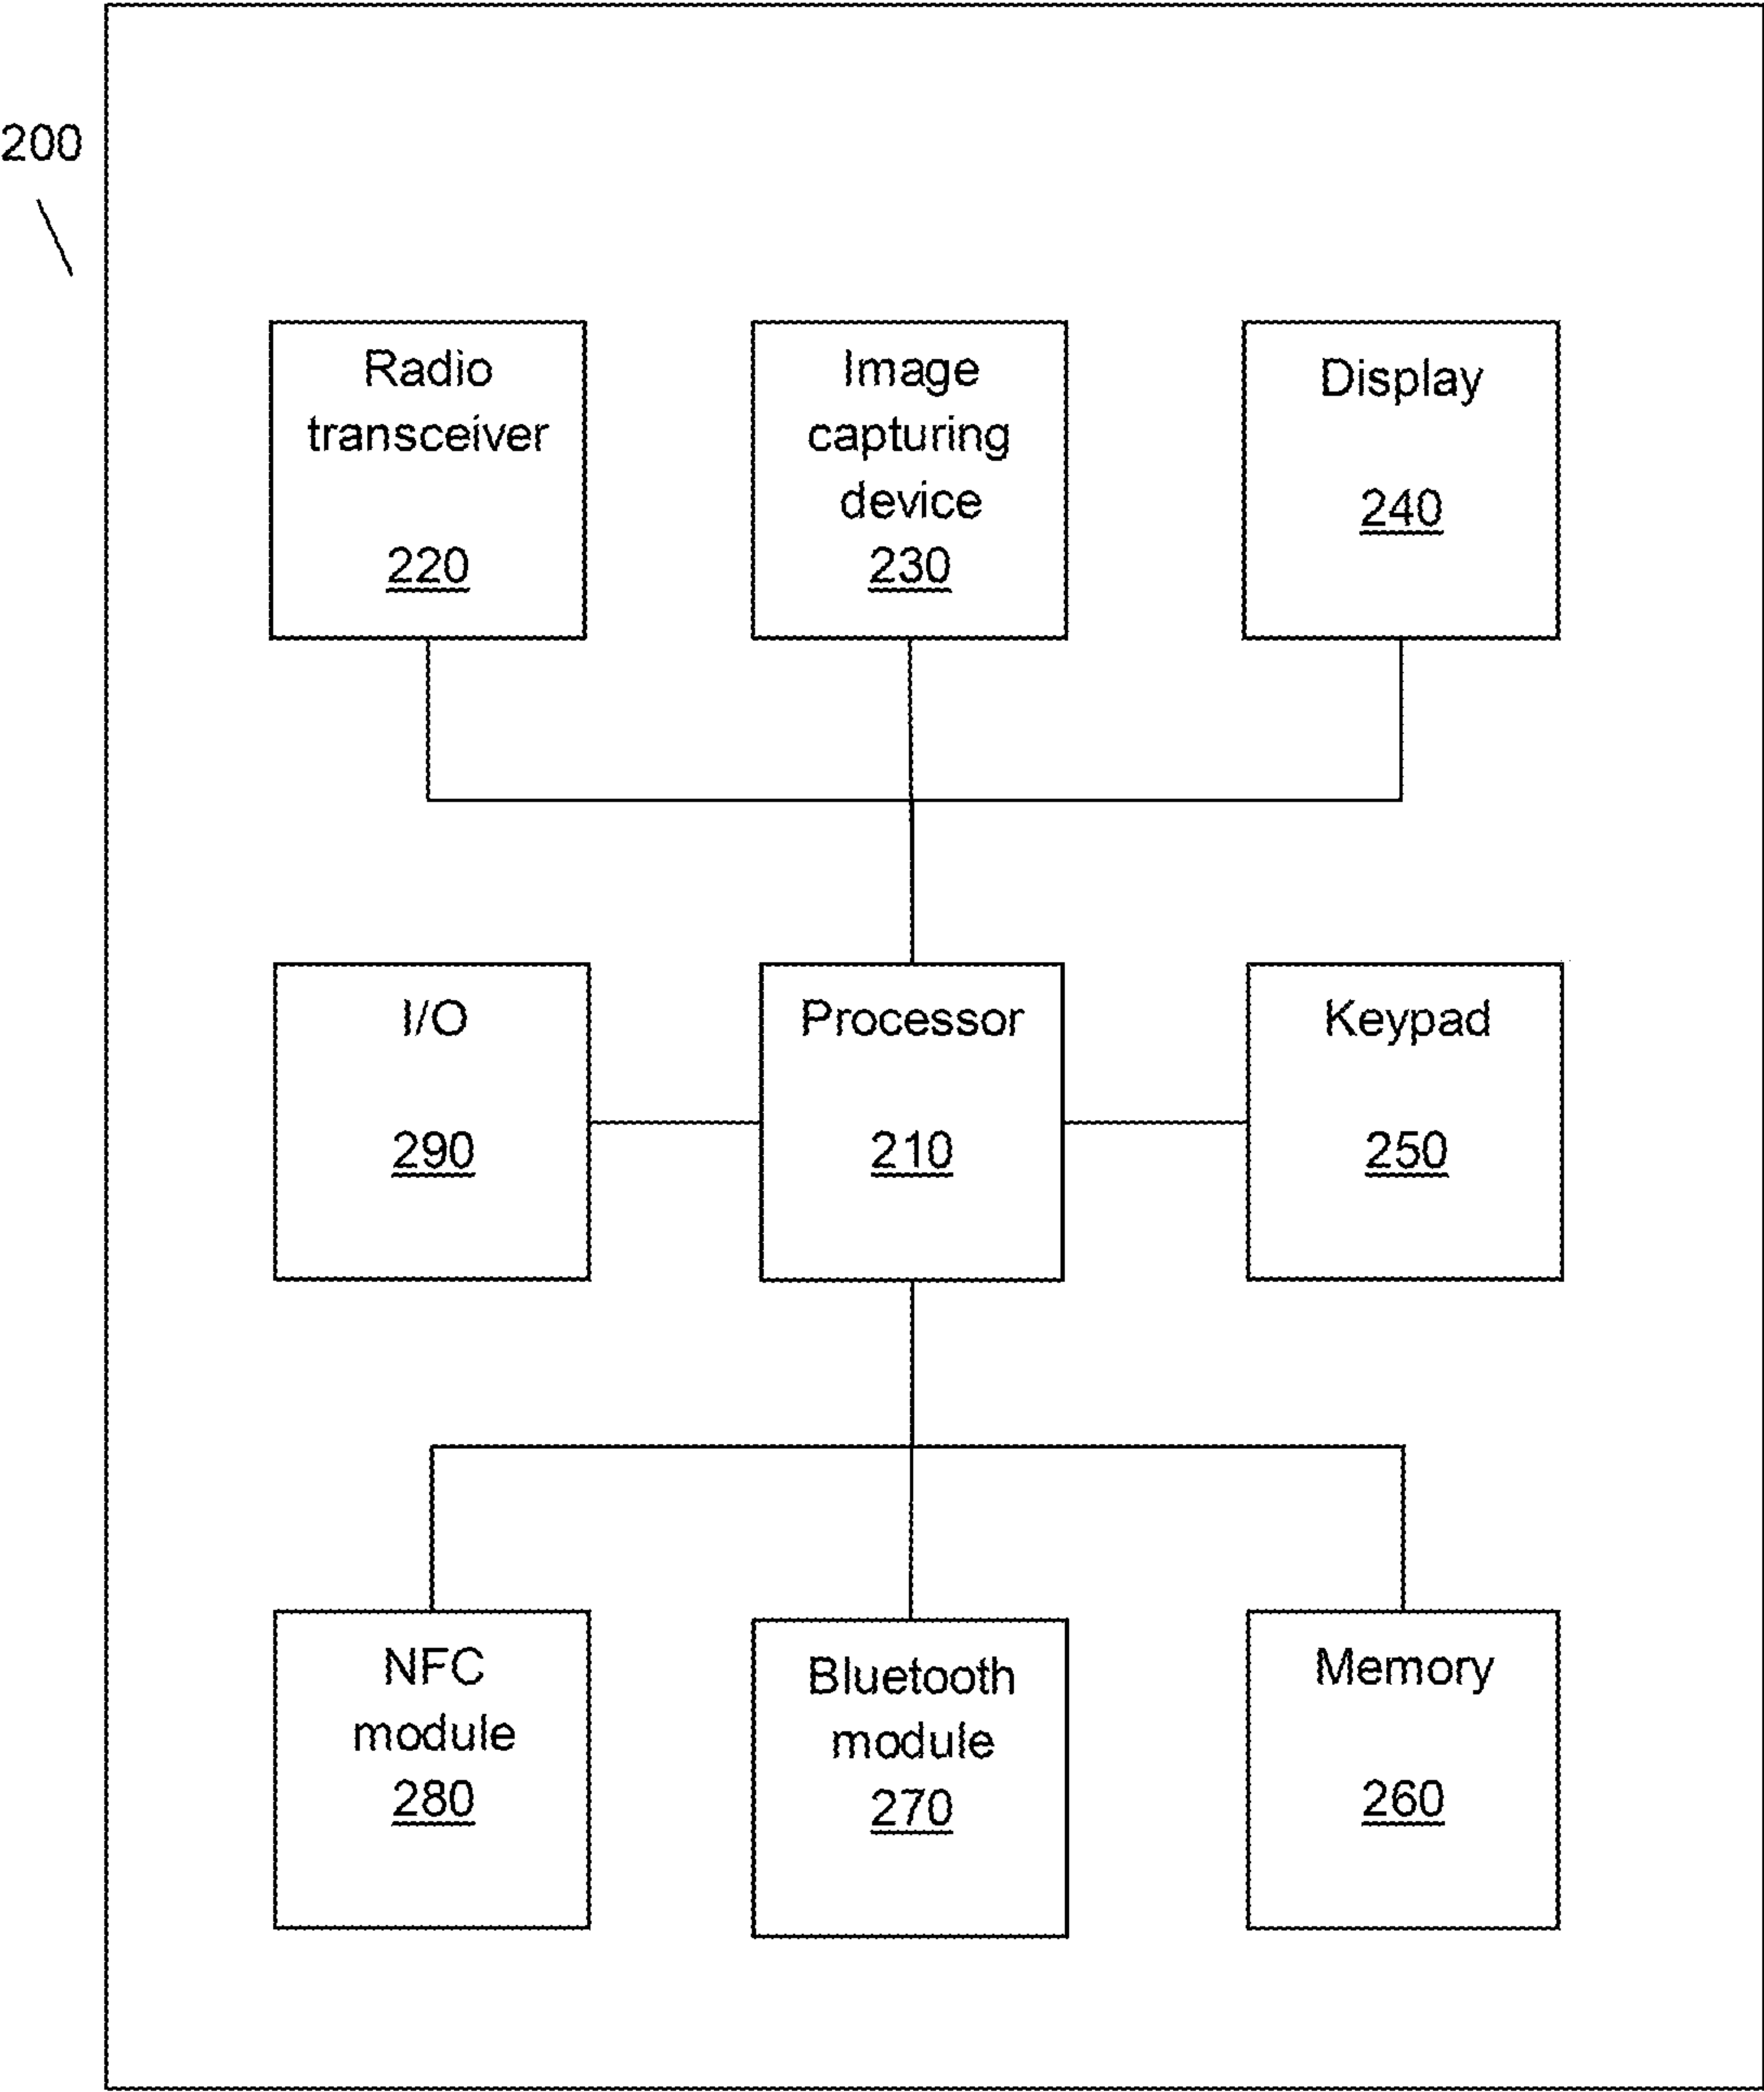 200
Radio
transceiver
220
Image
capturing
device
230
Display
240
I/O
290
Processor
210
Keypad
250
NFC
module
280
Bluetooth
module
270
Memory
260